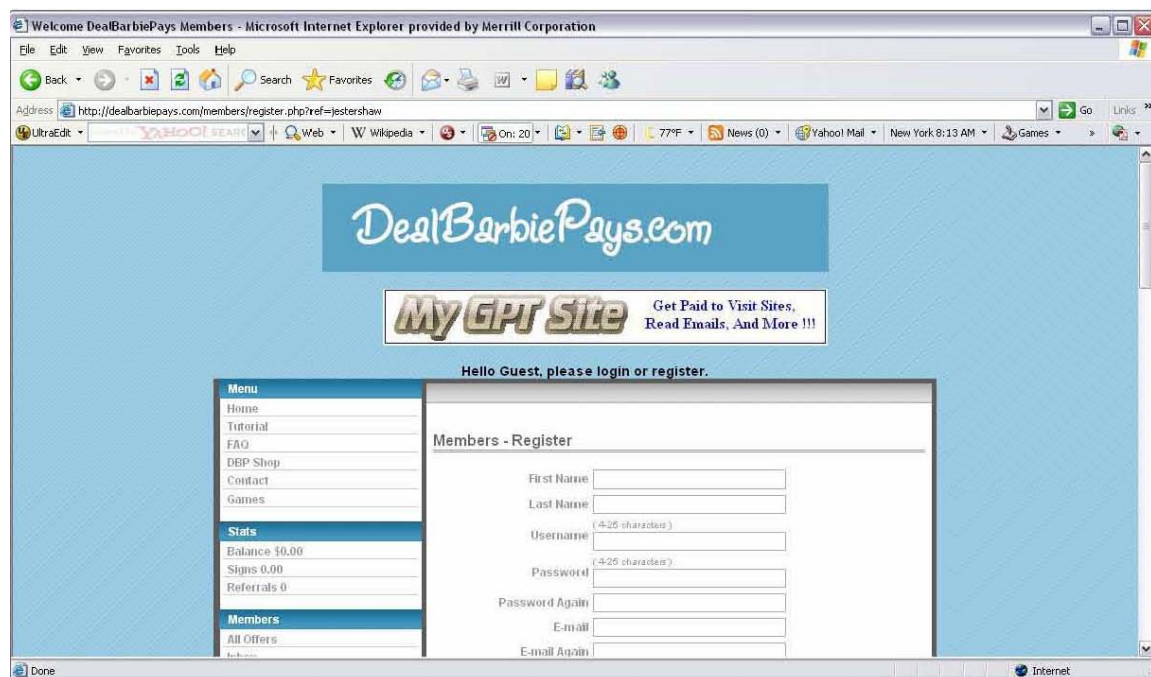 Welcome DealBarbiePays Members - Microsoft Internet Explorer provided by Merrill Corporation
File Edit View Favorites Tools Help
Back Search Favorites
Address http://dealbarbiepays.com/members/register.php?ref=jestershaw Go Links »
UltraEdit Web Wikipedia On: 20 77°F News (0) Yahoo! Mail New York 8:13 AM Games »
DealBarbiePays.com
My GPT Site
Get Paid to Visit Sites,
Read Emails, And More !!!
Hello Guest, please login or register.
Menu
Home
Tutorial
FAQ
DBP Shop
Contact
Games
Stats
Balance $0.00
Signs 0.00
Referrals 0
Members
All Offers
Inbox
Members - Register
First Name
Last Name
(4-25 characters)
Username
(4-25 characters)
Password
Password Again
E-mail
E-mail Again
Done Internet